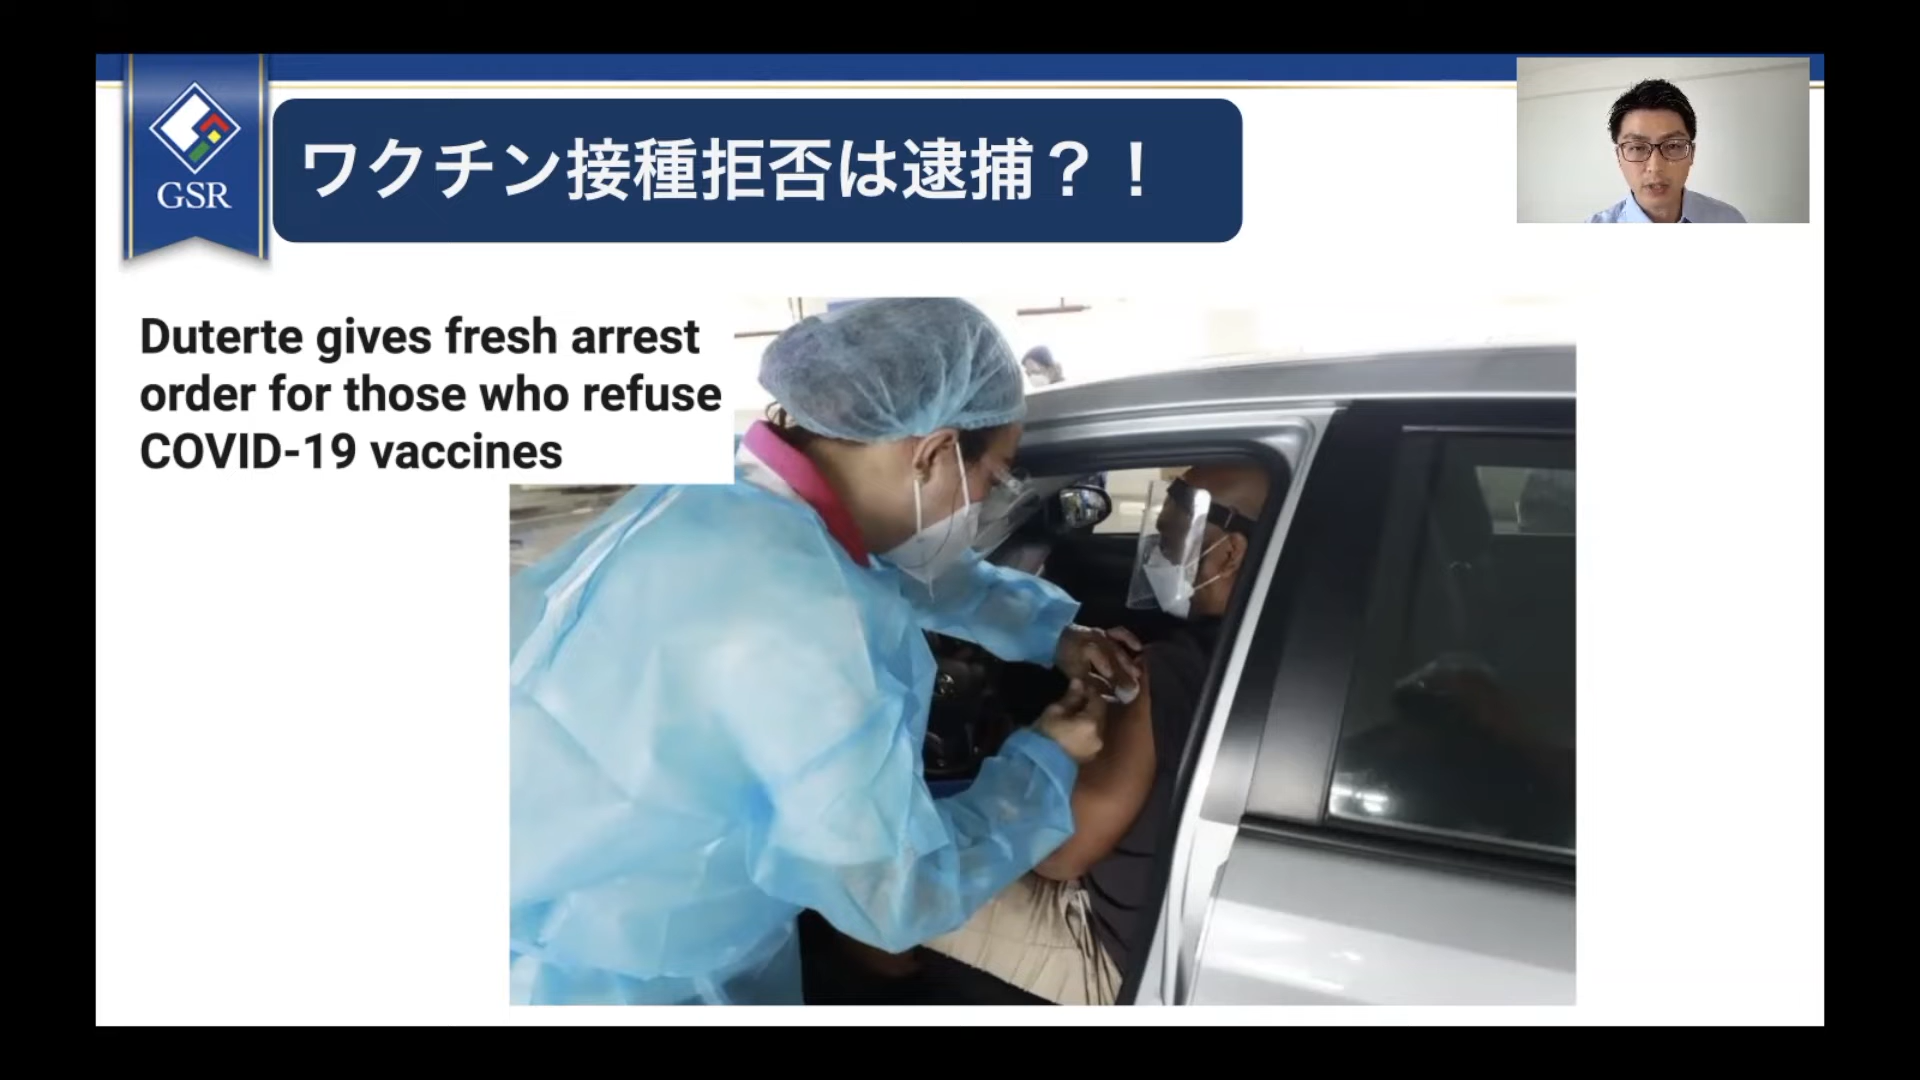 GSR
ワクチン接種拒否は逮捕？！
Duterte gives fresh arrest
order for those who refuse
COVID-19 vaccines